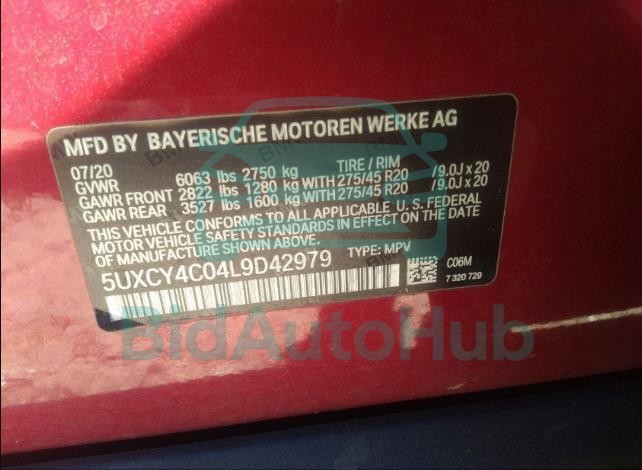 MFD BY BAYERISCHE MOTOREN WERKE AG
07/20
GVWR 6063 lbs 2750 kg TIRE / RIM
GAWR FRONT 2822 lbs 1280 kg WITH 275/45 R20 /9.0J x 20
GAWR REAR 3527 lbs 1600 kg WITH 275/45 R20 /9.0J x 20
THIS VEHICLE CONFORMS TO ALL APPLICABLE U.S. FEDERAL
MOTOR VEHICLE SAFETY STANDARDS IN EFFECT ON THE DATE
OF MANUFACTURE SHOWN ABOVE.
5UXCY4C04L9D42979 TYPE: MPV
C06M
7 320 729
BidAutoHub